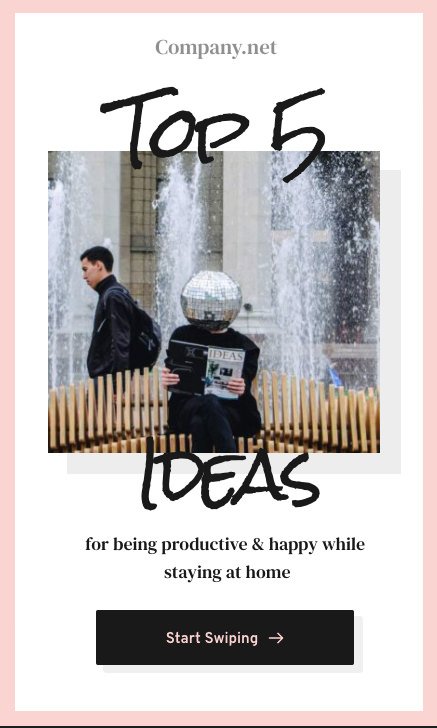 Company.net
Top 5
IDEAS
IDEAS
for being productive & happy while
staying at home
Start Swiping →